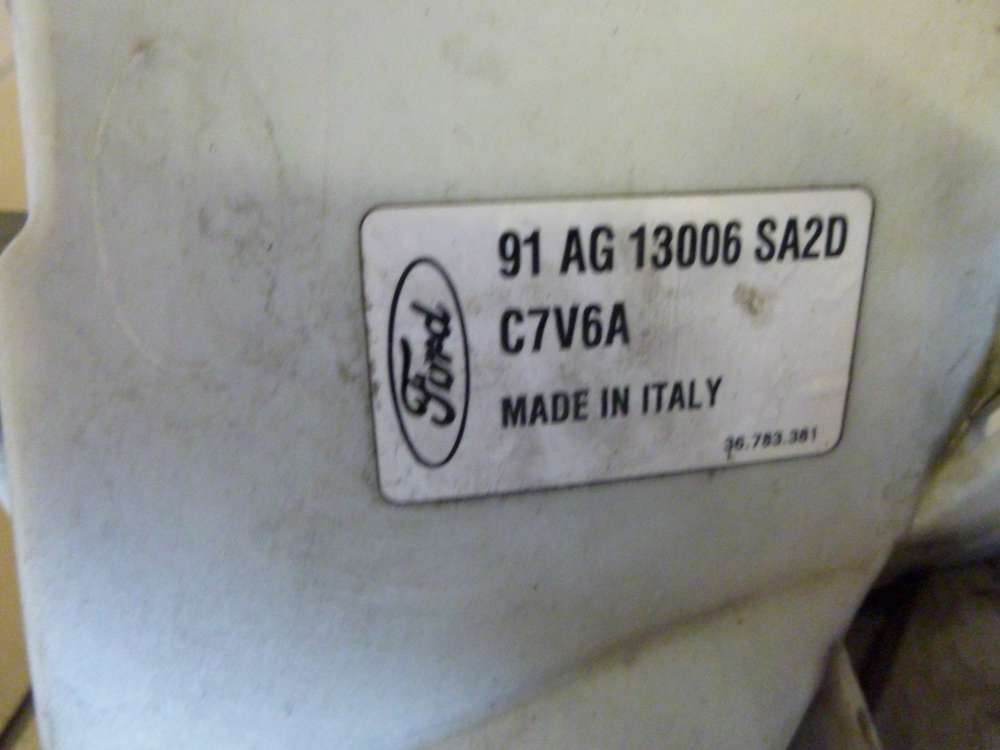 91 AG 13006 SA2D
C7V6A
Ford
MADE IN ITALY
36.783.381